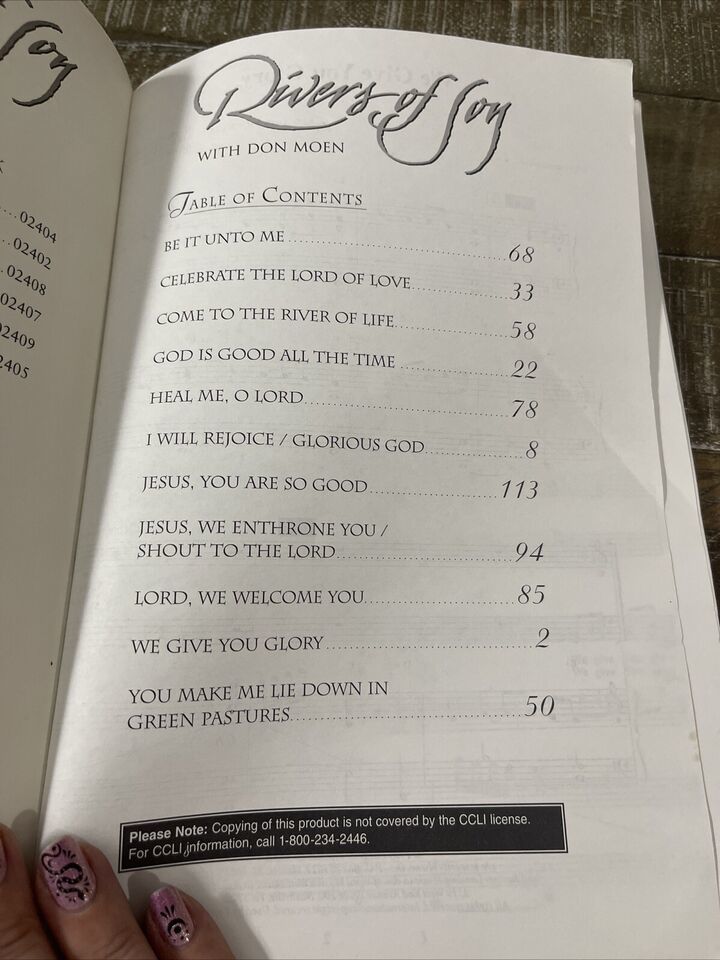 Joy
02404
02402
02408
02407
02409
2405
Rivers of Joy
WITH DON MOEN
TABLE OF CONTENTS
BE IT UNTO ME 68
CELEBRATE THE LORD OF LOVE 33
COME TO THE RIVER OF LIFE 58
GOD IS GOOD ALL THE TIME 22
HEAL ME, O LORD 78
I WILL REJOICE / GLORIOUS GOD 8
JESUS, YOU ARE SO GOOD 113
JESUS, WE ENTHRONE YOU /
SHOUT TO THE LORD 94
LORD, WE WELCOME YOU 85
WE GIVE YOU GLORY 2
YOU MAKE ME LIE DOWN IN
GREEN PASTURES 50
Please Note: Copying of this product is not covered by the CCLI license.
For CCLI information, call 1-800-234-2446.